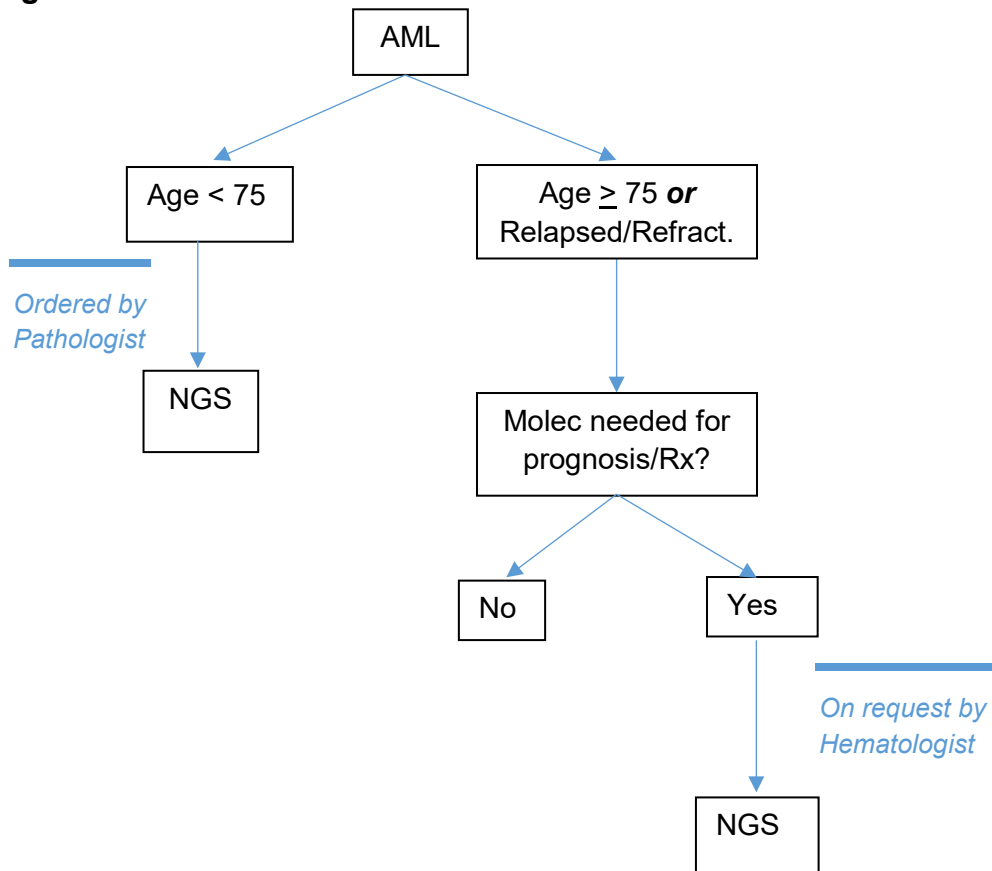 AML
Age < 75
Age ≥ 75 or
Relapsed/Refract.
Ordered by
Pathologist
NGS
Molec needed for
prognosis/Rx?
No
Yes
On request by
Hematologist
NGS